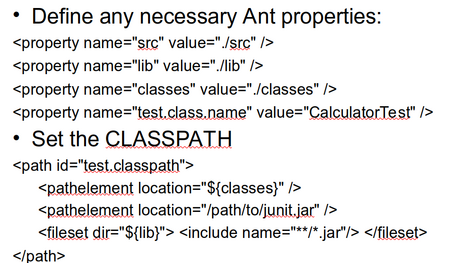 • Define any necessary Ant properties:
<property name="src" value="./src" />
<property name="lib" value="./lib" />
<property name="classes" value="./classes" />
<property name="test.class.name" value="CalculatorTest" />
• Set the CLASSPATH
<path id="test.classpath">
<pathelement location="${classes}" />
<pathelement location="/path/to/junit.jar" />
<fileset dir="${lib}"> <include name="**/*.jar"/> </fileset>
</path>